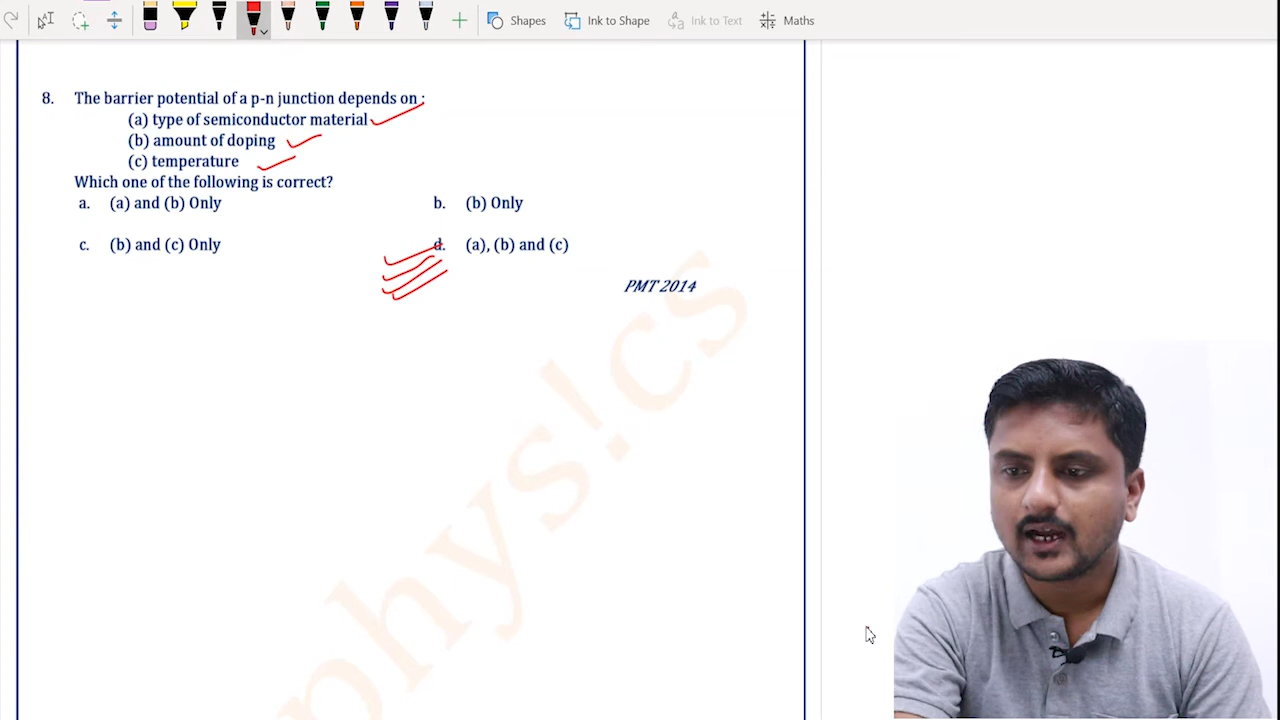 Shapes Ink to Shape Ink to Text Maths
8. The barrier potential of a p-n junction depends on :
(a) type of semiconductor material
(b) amount of doping
(c) temperature
Which one of the following is correct?
a. (a) and (b) Only b. (b) Only
c. (b) and (c) Only d. (a), (b) and (c)
PMT 2014
phys!cs